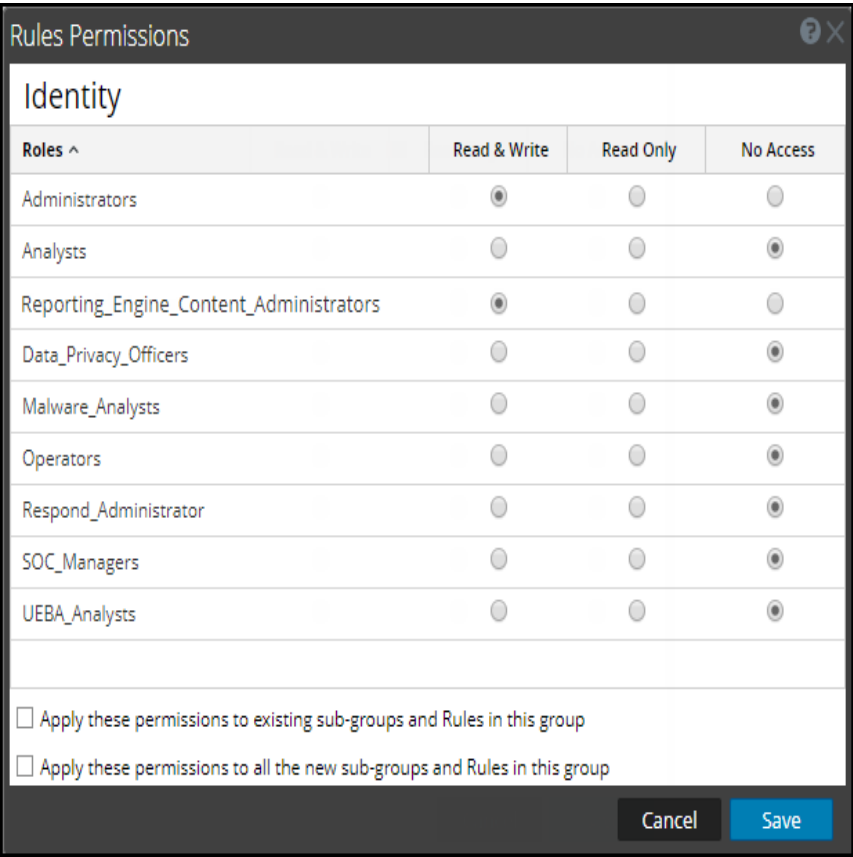 Rules Permissions
Identity
Roles Read & Write Read Only No Access
Administrators
Analysts
Reporting_Engine_Content_Administrators
Data_Privacy_Officers
Malware_Analysts
Operators
Respond_Administrator
SOC_Managers
UEBA_Analysts
Apply these permissions to existing sub-groups and Rules in this group
Apply these permissions to all the new sub-groups and Rules in this group
Cancel Save